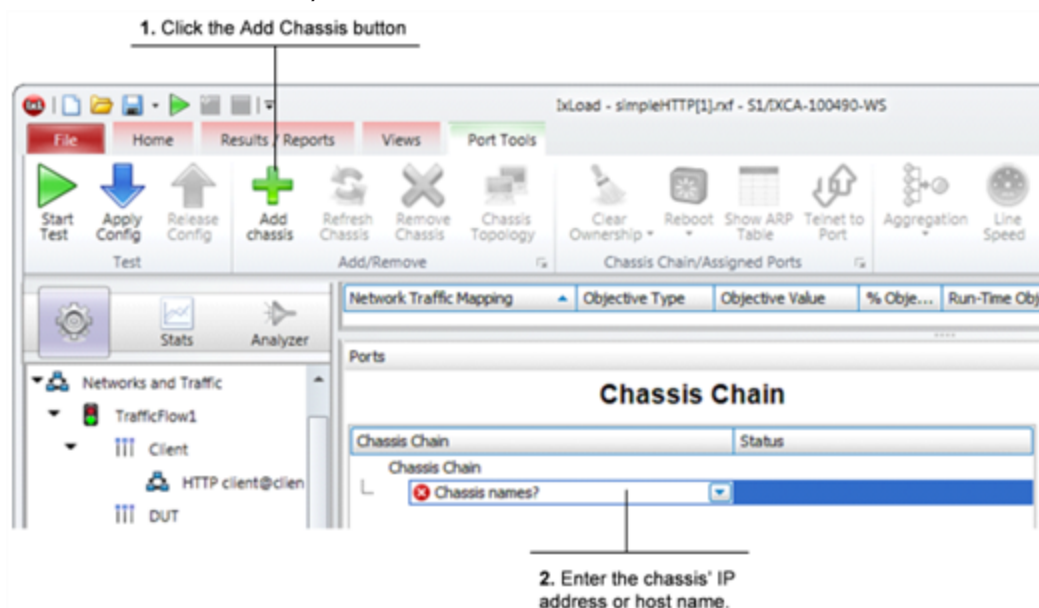 1. Click the Add Chassis button
IxLoad - simpleHTTP[1].rxf - S1/IXCA-100490-WS
File Home Results / Reports Views Port Tools
Start Test Apply Config Release Config Add chassis Refresh Chassis Remove Chassis Chassis Topology Clear Ownership Reboot Show ARP Table Telnet to Port Aggregation Line Speed
Test Add/Remove Chassis Chain/Assigned Ports
Network Traffic Mapping Objective Type Objective Value % Obje... Run-Time Obj
Stats Analyzer
Ports
Networks and Traffic
Chassis Chain
TrafficFlow1
Chassis Chain Status
Client
Chassis Chain
HTTP client@clien
Chassis names?
DUT
2. Enter the chassis' IP
address or host name.